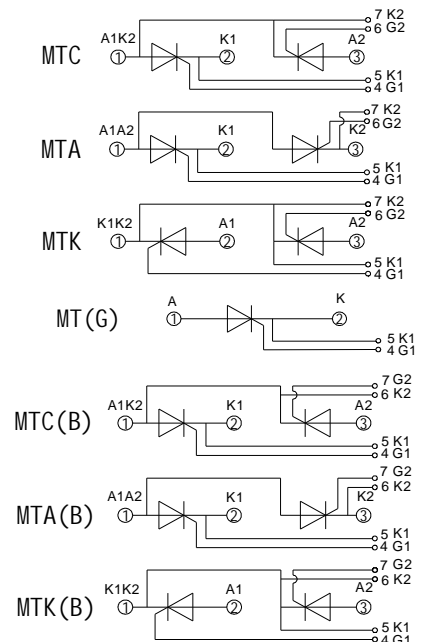 7 K2
6 G2
A1K2 K1 A2
MTC 1 2 3
5 K1
4 G1
7 K2
6 G2
A1A2 K1 K2
MTA 1 2 3
5 K1
4 G1
7 K2
6 G2
K1K2 A1 A2
MTK 1 2 3
5 K1
4 G1
A K
MT(G) 1 2
5 K1
4 G1
7 G2
6 K2
A1K2 K1 A2
MTC(B) 1 2 3
5 K1
4 G1
7 G2
6 K2
A1A2 K1 K2
MTA(B) 1 2 3
5 K1
4 G1
7 G2
6 K2
K1K2 A1 A2
MTK(B) 1 2 3
5 K1
4 G1